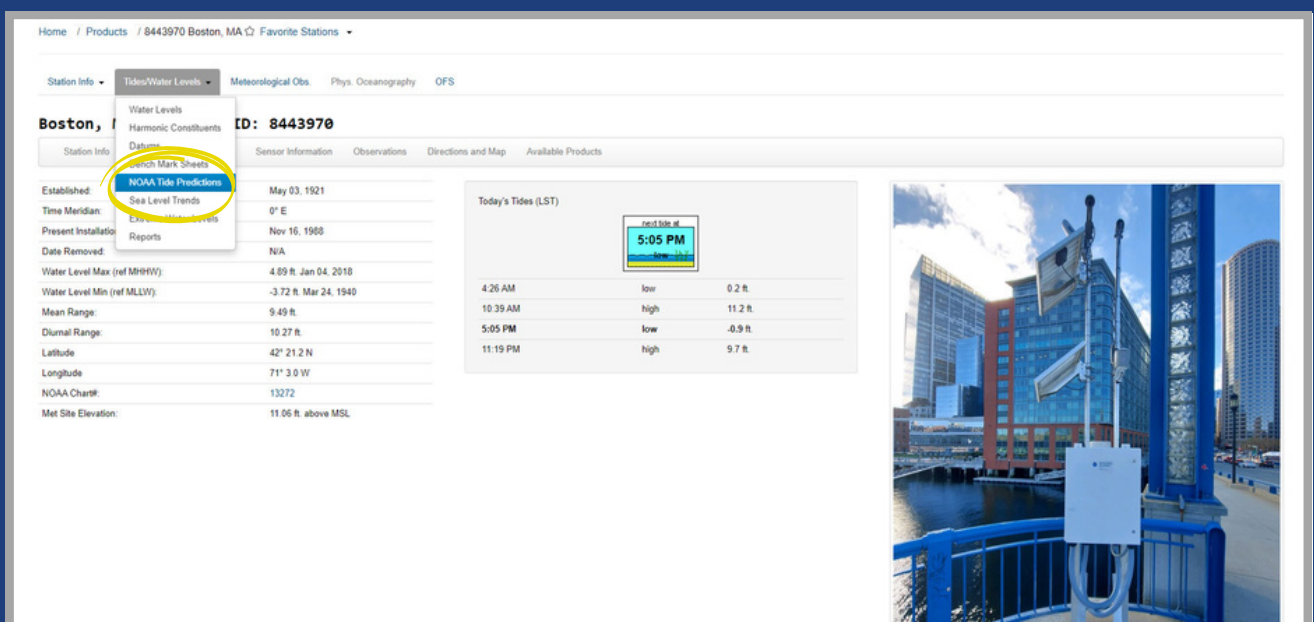 Home / Products / 8443970 Boston, MA ☆ Favorite Stations
Station Info Tides/Water Levels Meteorological Obs. Phys. Oceanography OFS
Water Levels
Harmonic Constituents
Datums
Bench Mark Sheets
NOAA Tide Predictions
Sea Level Trends
Extreme Water Levels
Reports
Boston, ID: 8443970
Station Info Sensor Information Observations Directions and Map Available Products
Established: May 03, 1921
Time Meridian: 0° E
Present Installation Nov 16, 1988
Date Removed: N/A
Water Level Max (ref MHHW): 4.89 ft. Jan 04, 2018
Water Level Min (ref MLLW): -3.72 ft. Mar 24, 1940
Mean Range: 9.49 ft.
Diurnal Range: 10.27 ft.
Latitude 42° 21.2 N
Longitude 71° 3.0 W
NOAA Chart#: 13272
Met Site Elevation: 11.06 ft. above MSL
Today's Tides (LST)
next tide at
5:05 PM
low
4:26 AM low 0.2 ft.
10:39 AM high 11.2 ft.
5:05 PM low -0.9 ft.
11:19 PM high 9.7 ft.